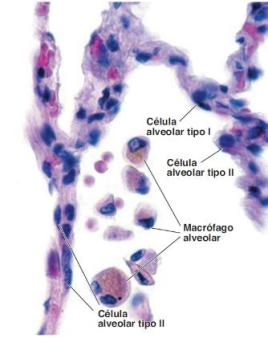 Célula
alveolar tipo I
Célula
alveolar tipo II
Macrófago
alveolar
Célula
alveolar tipo II